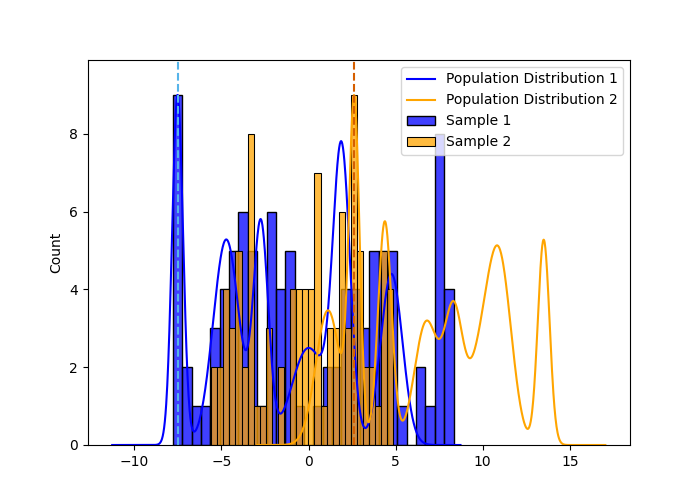 Population Distribution 1
Population Distribution 2
Sample 1
Sample 2
Count
8
6
4
2
0
−10 −5 0 5 10 15